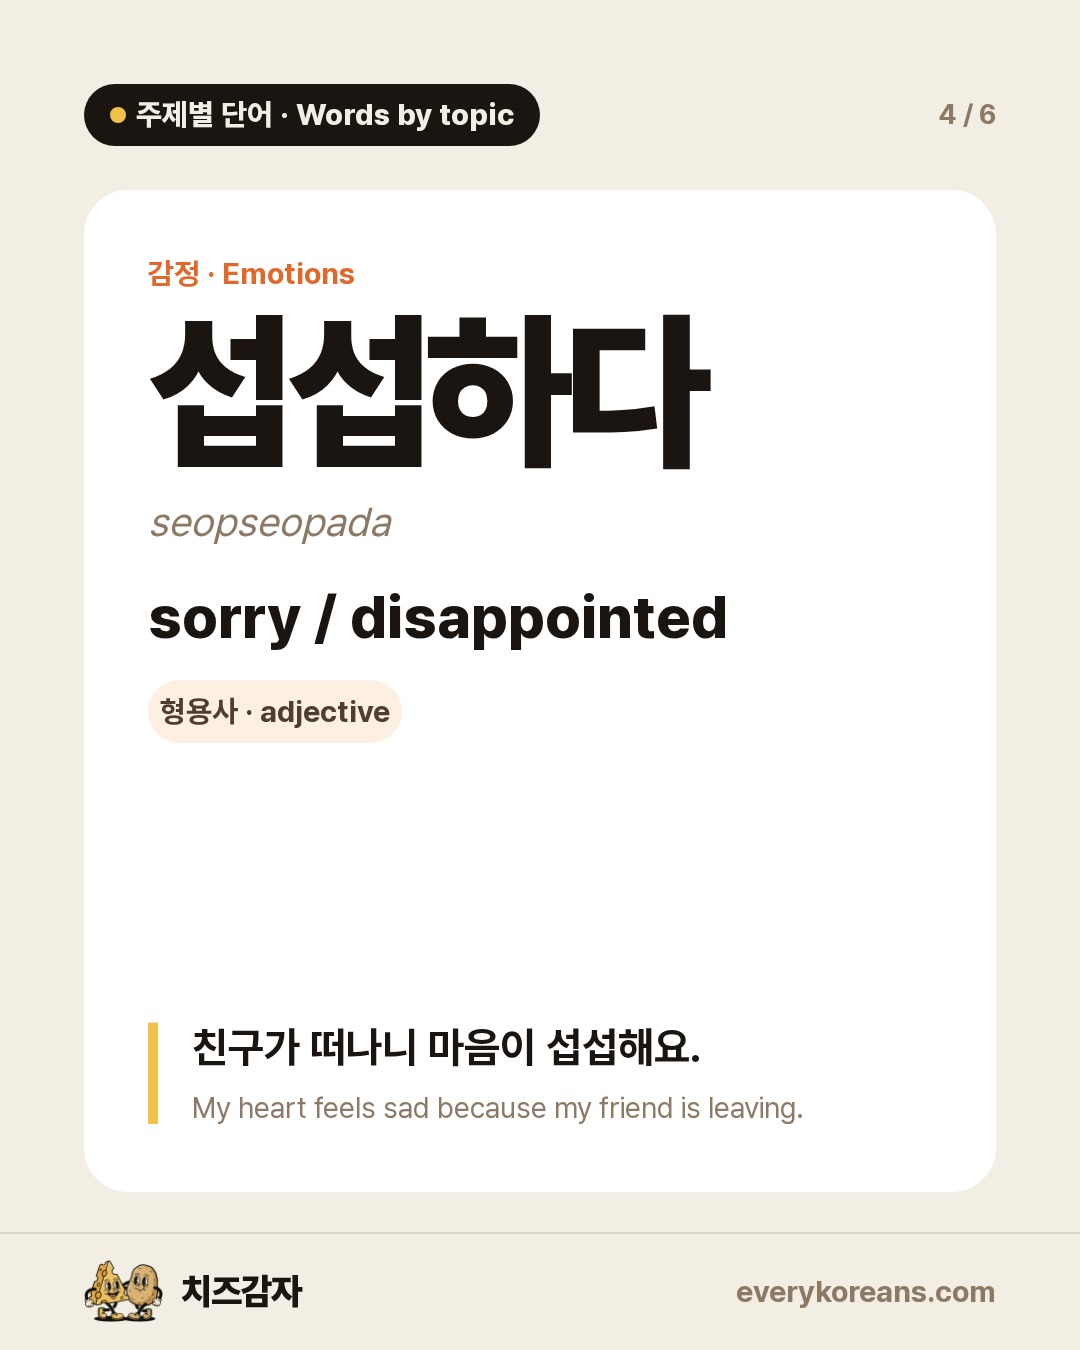 주제별 단어 · Words by topic
4 / 6
감정 · Emotions
섭섭하다
seopseopada
sorry / disappointed
형용사 · adjective
친구가 떠나니 마음이 섭섭해요.
My heart feels sad because my friend is leaving.
치즈감자
everykoreans.com